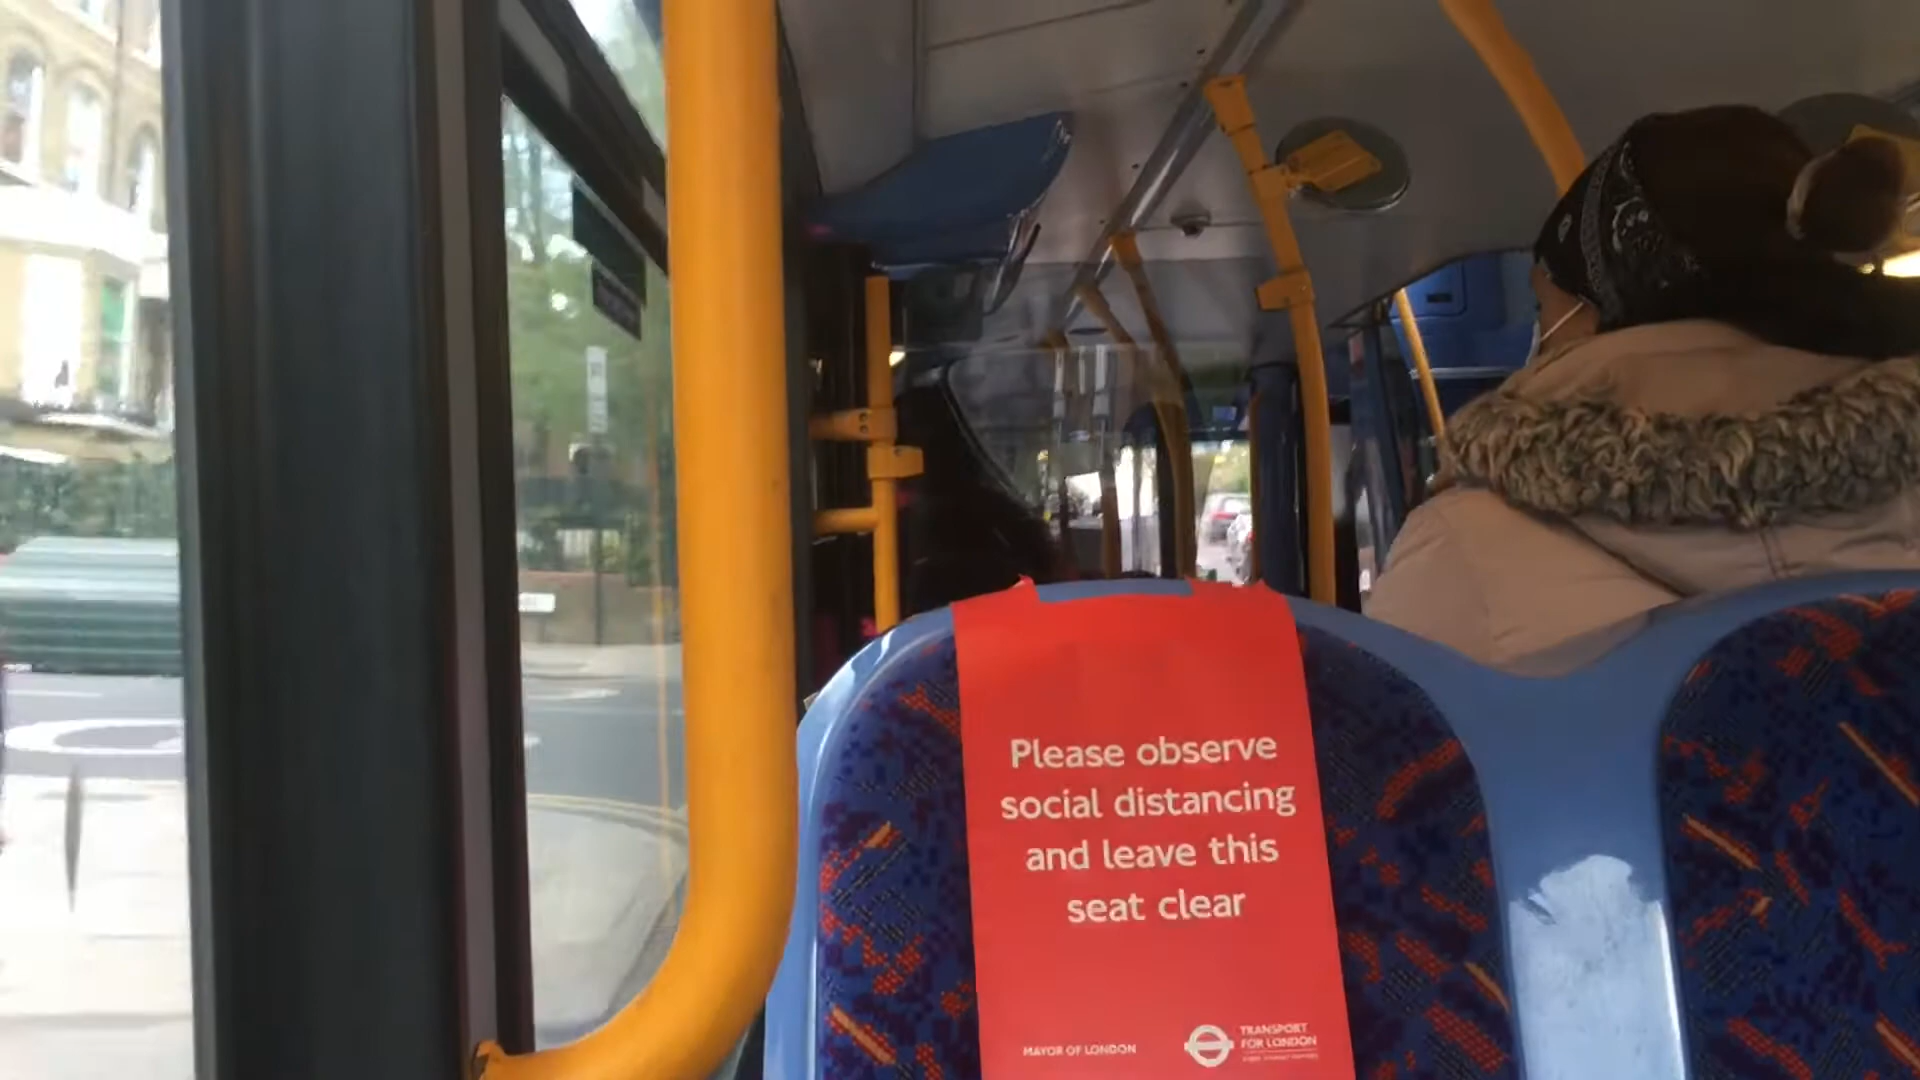 Please observe
social distancing
and leave this
seat clear
MAYOR OF LONDON
TRANSPORT
FOR LONDON